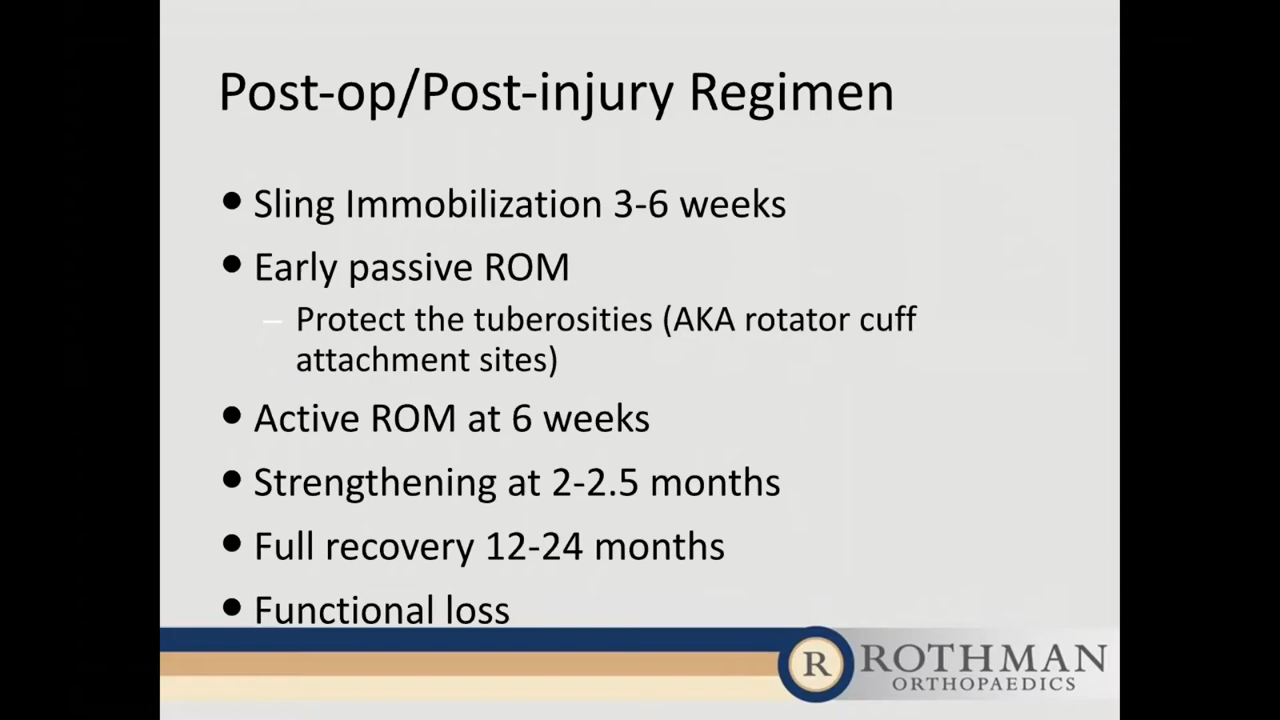 Post-op/Post-injury Regimen
• Sling Immobilization 3-6 weeks
• Early passive ROM
– Protect the tuberosities (AKA rotator cuff
attachment sites)
• Active ROM at 6 weeks
• Strengthening at 2-2.5 months
• Full recovery 12-24 months
• Functional loss
R ROTHMAN
ORTHOPAEDICS